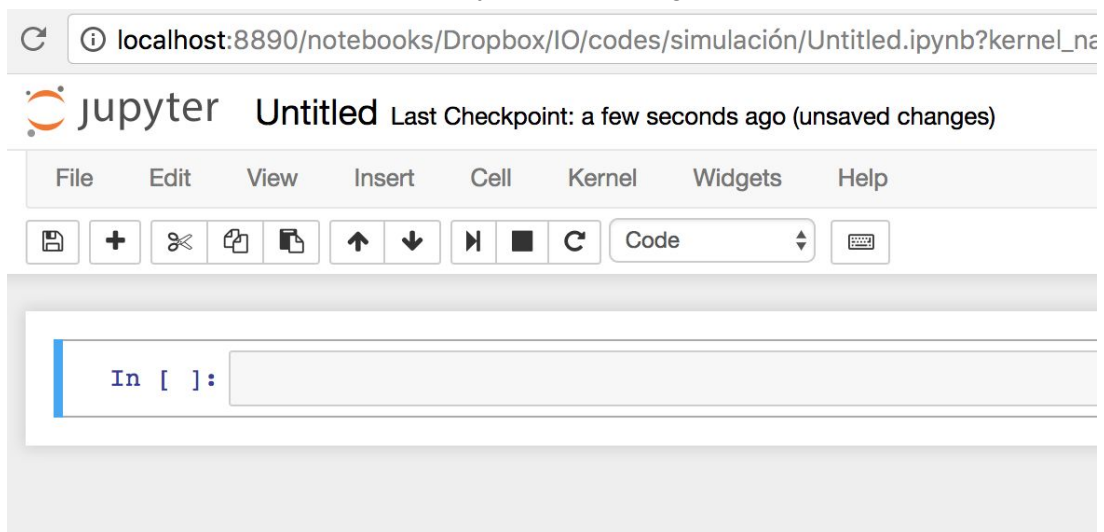 localhost:8890/notebooks/Dropbox/IO/codes/simulación/Untitled.ipynb?kernel_na
jupyter Untitled Last Checkpoint: a few seconds ago (unsaved changes)
File Edit View Insert Cell Kernel Widgets Help
Code
In [ ]: